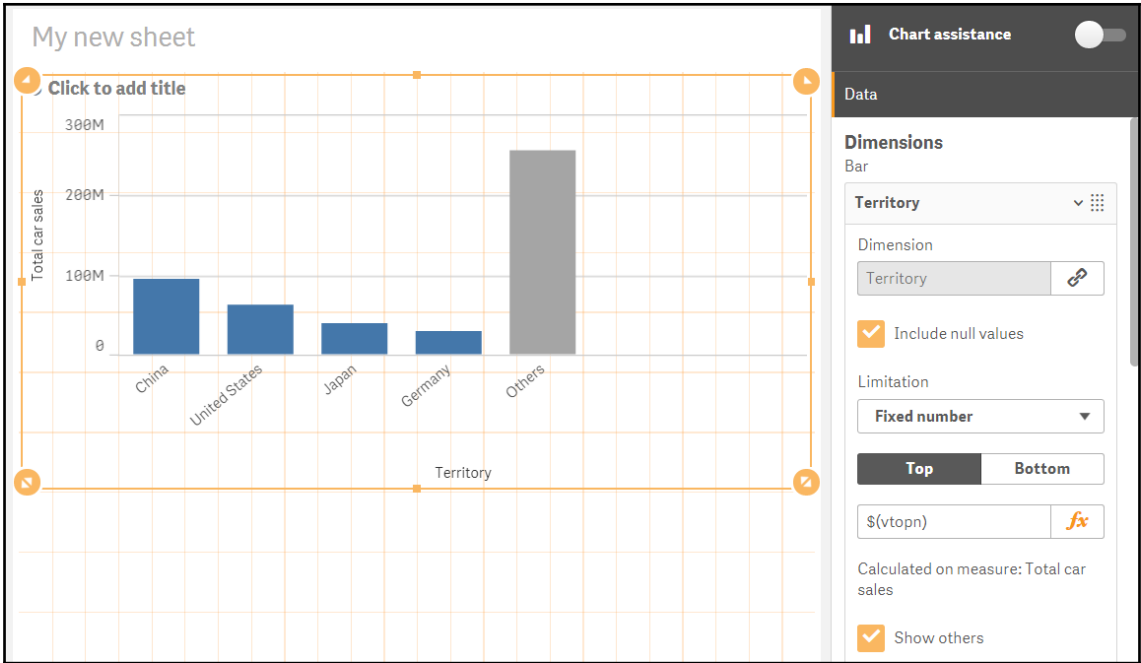 My new sheet
Click to add title
300M
200M
100M
0
Total car sales
China
United States
Japan
Germany
Others
Territory
Chart assistance
Data
Dimensions
Bar
Territory
Dimension
Territory
Include null values
Limitation
Fixed number
Top Bottom
$(vtopn) fx
Calculated on measure: Total car
sales
Show others